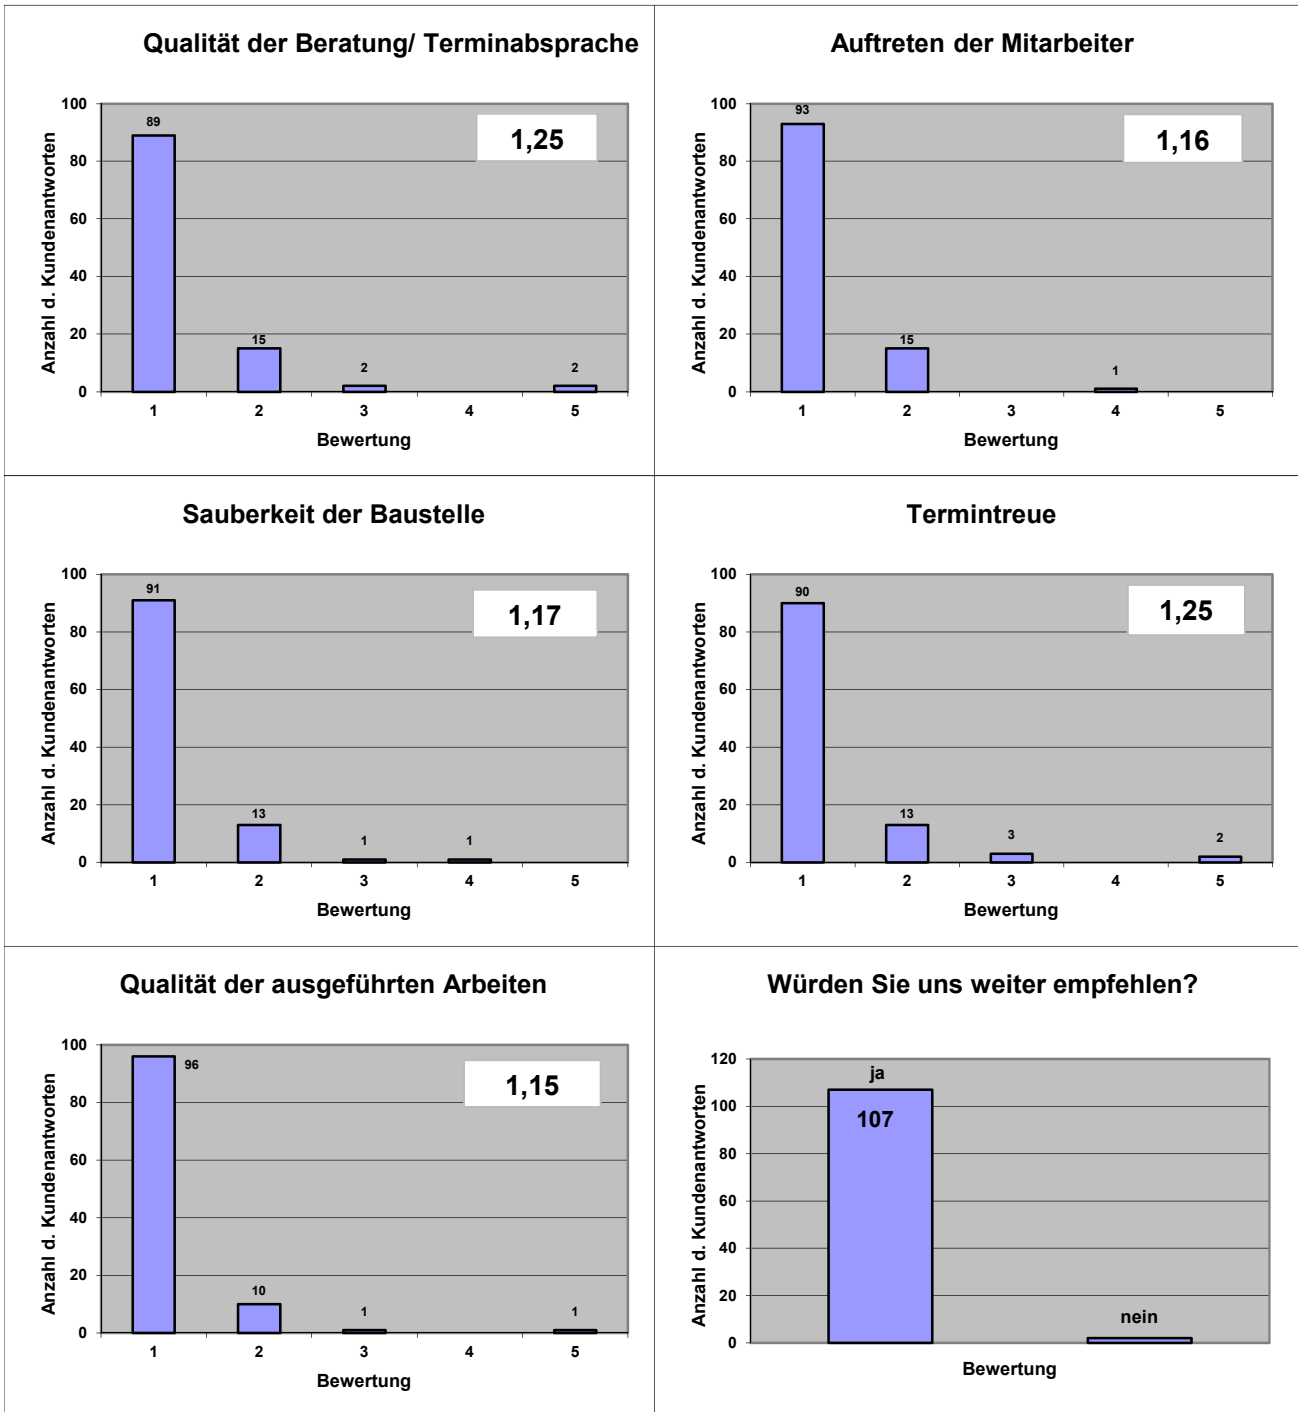 Qualität der Beratung/ Terminabsprache
Anzahl d. Kundenantworten
100
80
60
40
20
0
89
15
2
2
1,25
1 2 3 4 5
Bewertung
Auftreten der Mitarbeiter
Anzahl d. Kundenantworten
100
80
60
40
20
0
93
15
1
1,16
1 2 3 4 5
Bewertung
Sauberkeit der Baustelle
Anzahl d. Kundenantworten
100
80
60
40
20
0
91
13
1
1
1,17
1 2 3 4 5
Bewertung
Termintreue
Anzahl d. Kundenantworten
100
80
60
40
20
0
90
13
3
2
1,25
1 2 3 4 5
Bewertung
Qualität der ausgeführten Arbeiten
Anzahl d. Kundenantworten
100
80
60
40
20
0
96
10
1
1
1,15
1 2 3 4 5
Bewertung
Würden Sie uns weiter empfehlen?
Anzahl d. Kundenantworten
120
100
80
60
40
20
0
ja
107
nein
Bewertung